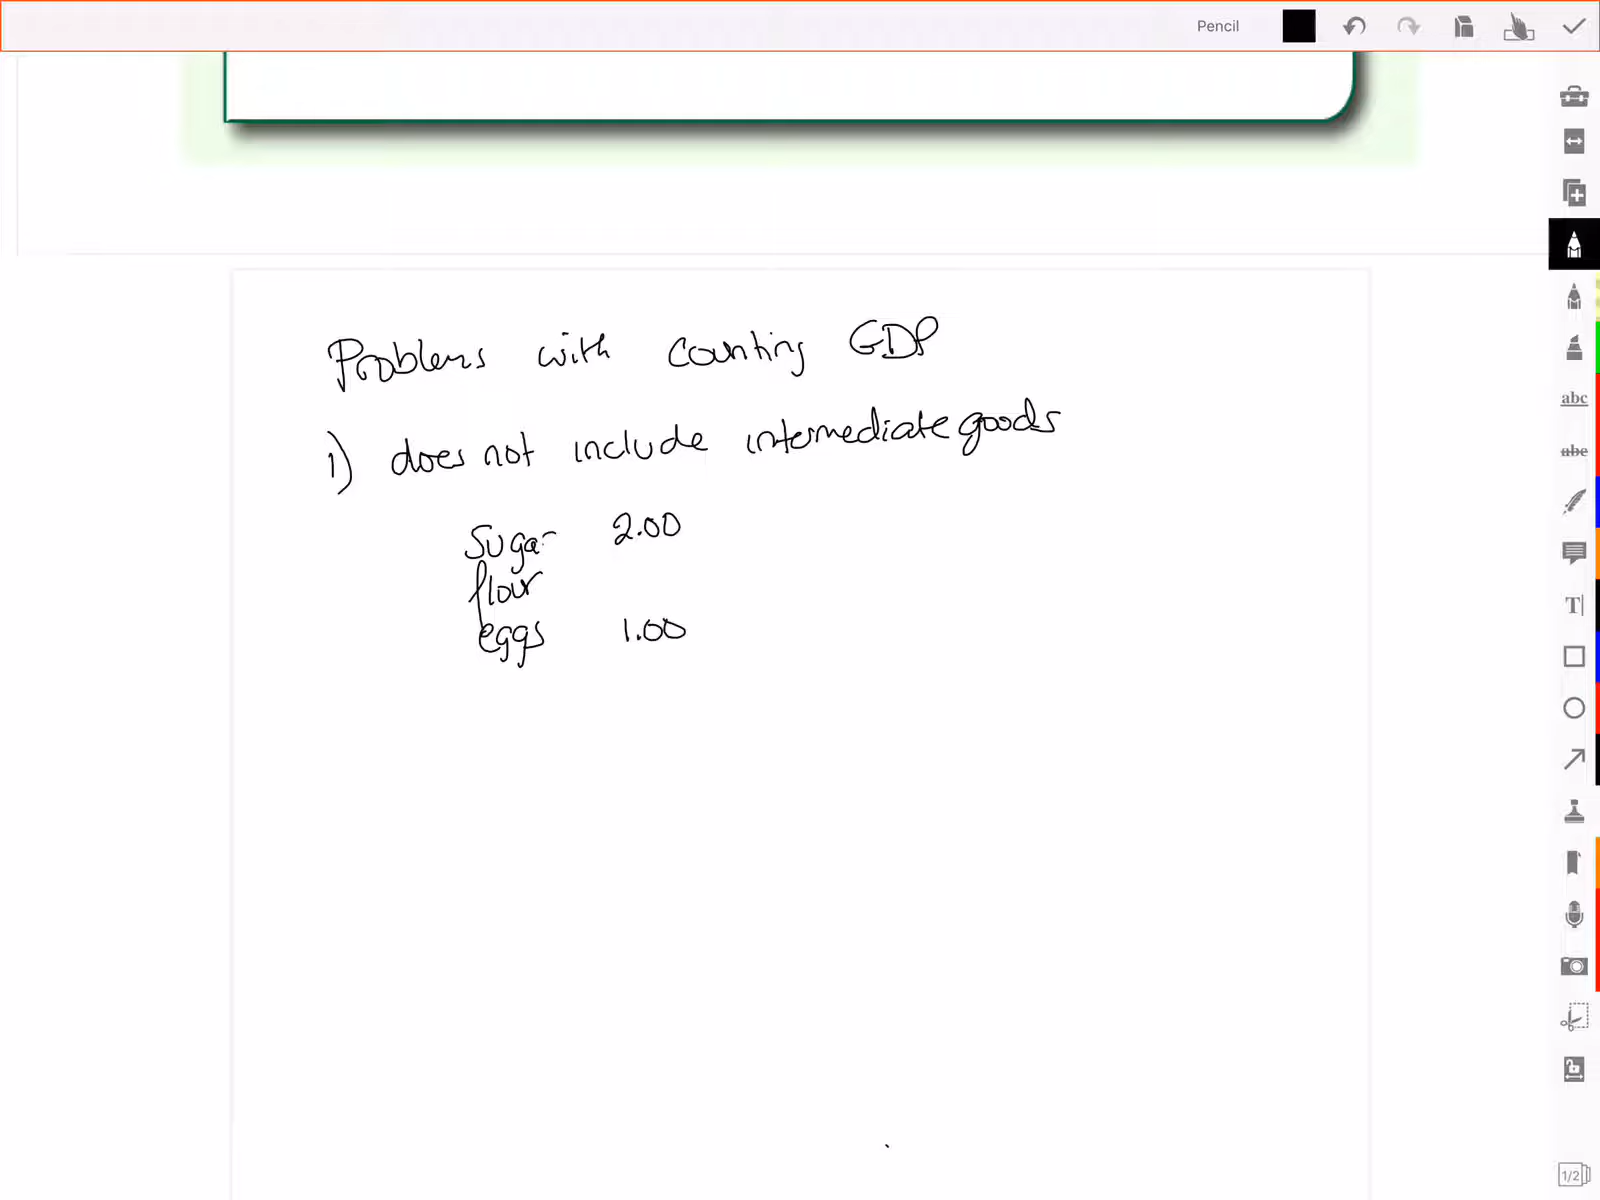 Pencil
abc
abe
T|
Problems with counting GDP
1) does not include intermediate goods
Sugar 2.00
flour
eggs 1.00
1/2